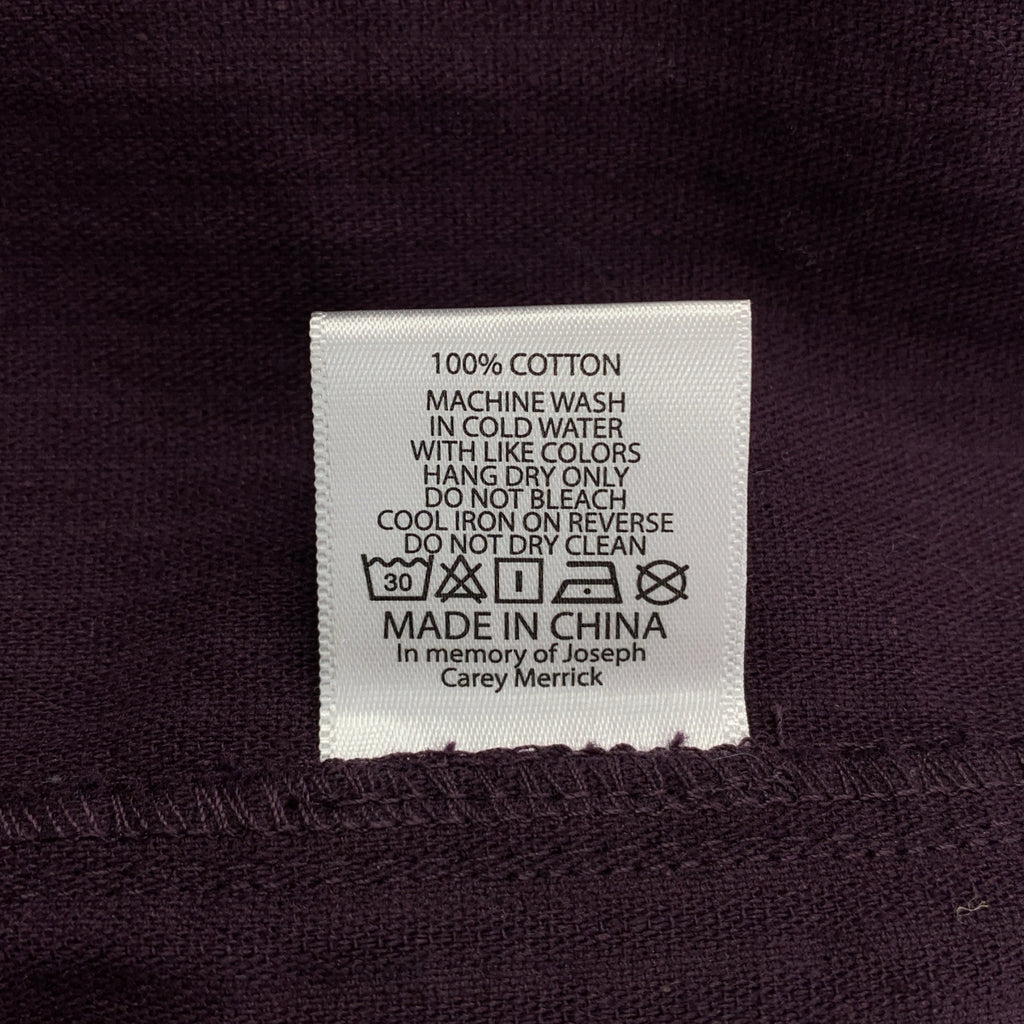 100% COTTON
MACHINE WASH
IN COLD WATER
WITH LIKE COLORS
HANG DRY ONLY
DO NOT BLEACH
COOL IRON ON REVERSE
DO NOT DRY CLEAN
30
MADE IN CHINA
In memory of Joseph
Carey Merrick